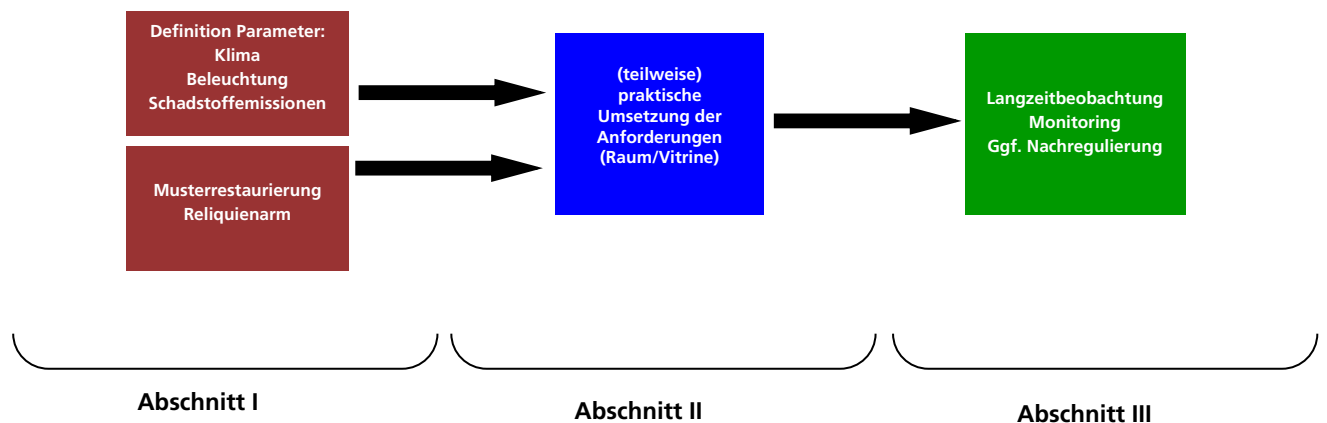 Definition Parameter:
Klima
Beleuchtung
Schadstoffemissionen
Musterrestaurierung
Reliquienarm
(teilweise)
praktische
Umsetzung der
Anforderungen
(Raum/Vitrine)
Langzeitbeobachtung
Monitoring
Ggf. Nachregulierung
Abschnitt I
Abschnitt II
Abschnitt III